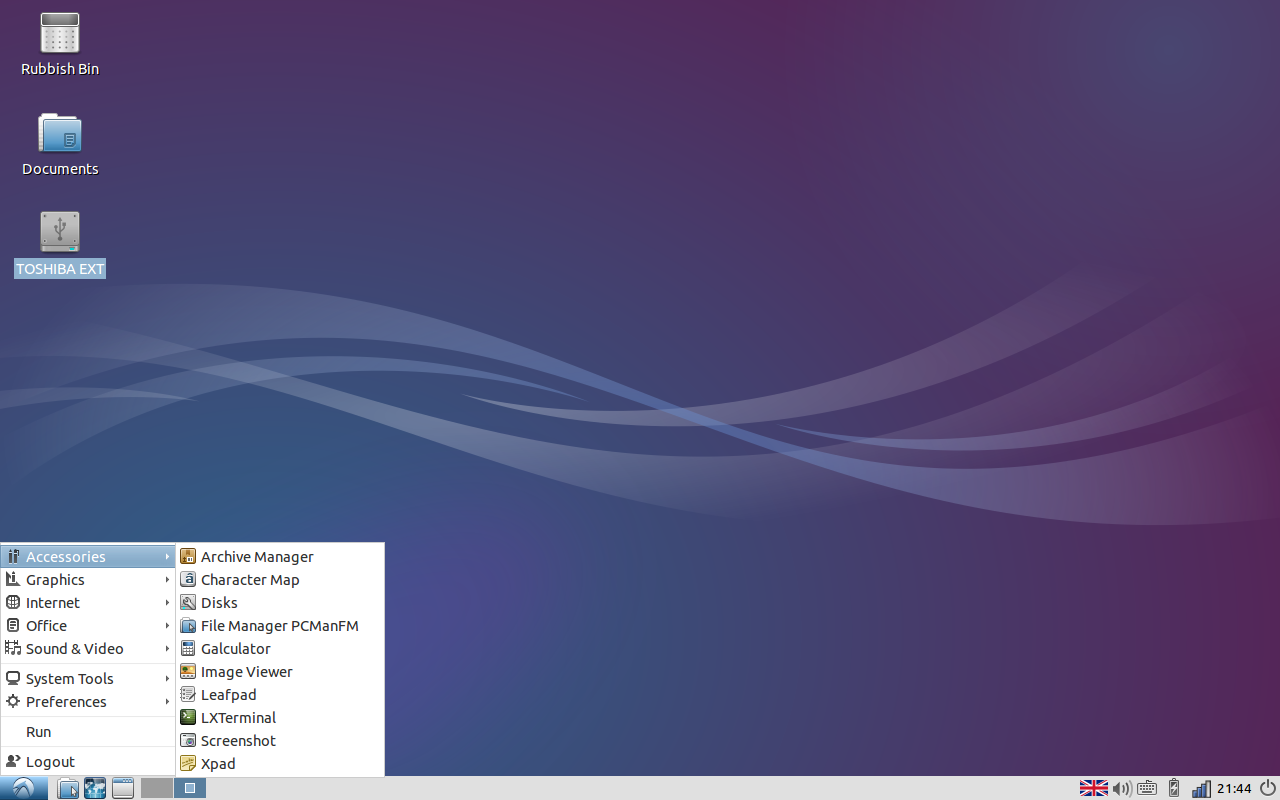 Rubbish Bin
Documents
TOSHIBA EXT
Accessories
Graphics
Internet
Office
Sound & Video
System Tools
Preferences
Run
Logout
Archive Manager
Character Map
Disks
File Manager PCManFM
Galculator
Image Viewer
Leafpad
LXTerminal
Screenshot
Xpad
21:44